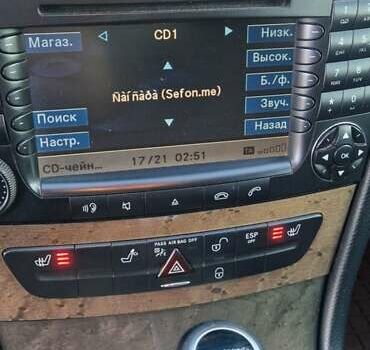 Магаз.
CD1
Низк.
Высок.
Б./ф.
Ñàí ñàðà (Sefon.me)
Поиск
Звуч.
Настр.
Назад
CD-чейн...
17/21 02:51
OK
PASS AIR BAG OFF
ESP
OFF